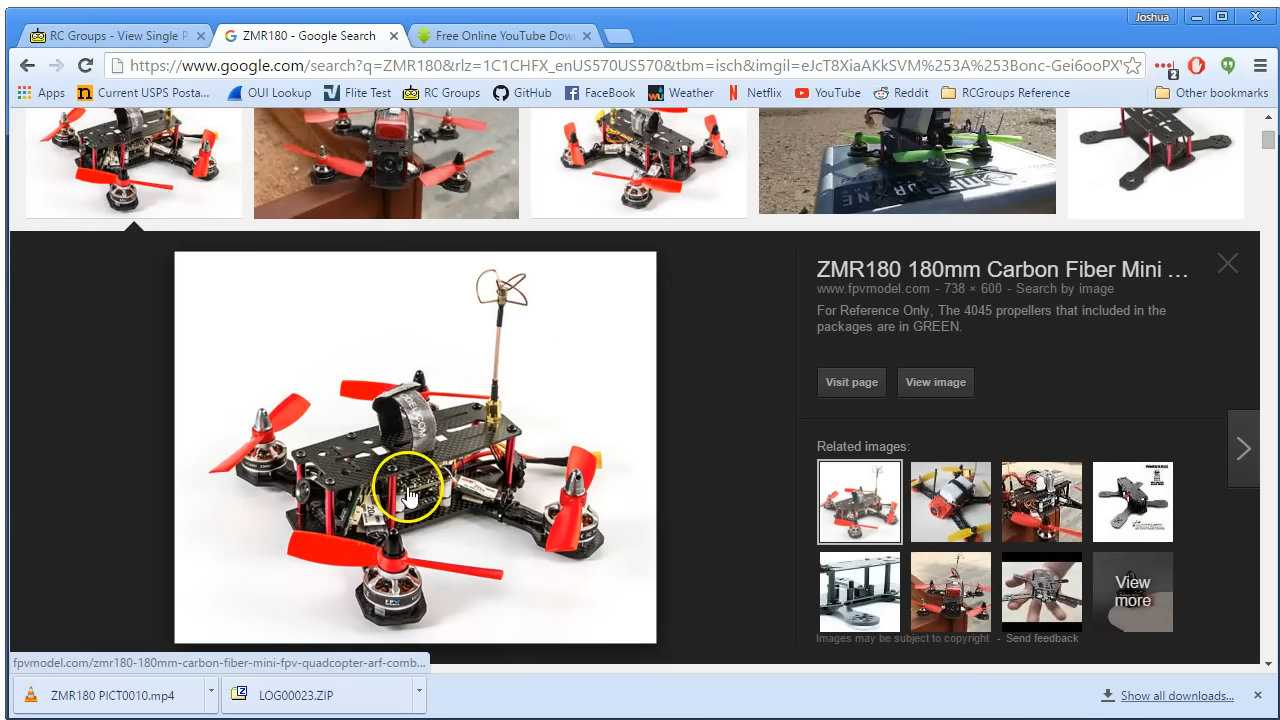 Joshua
RC Groups - View Single P
ZMR180 - Google Search
Free Online YouTube Dow
https://www.google.com/search?q=ZMR180&rlz=1C1CHFX_enUS570US570&tbm=isch&imgil=eJcT8XiaAKkSVM%253A%253Bonc-Gei6ooPX
2
Apps
Current USPS Posta...
OUI Lookup
Flite Test
RC Groups
GitHub
FaceBook
Weather
Netflix
YouTube
Reddit
RCGroups Reference
Other bookmarks
ZMR180 180mm Carbon Fiber Mini ...
www.fpvmodel.com - 738 × 600 - Search by image
For Reference Only, The 4045 propellers that included in the
packages are in GREEN.
Visit page
View image
Related images:
View
more
Images may be subject to copyright. - Send feedback
fpvmodel.com/zmr180-180mm-carbon-fiber-mini-fpv-quadcopter-arf-comb...
ZMR180 PICT0010.mp4
LOG00023.ZIP
Show all downloads...